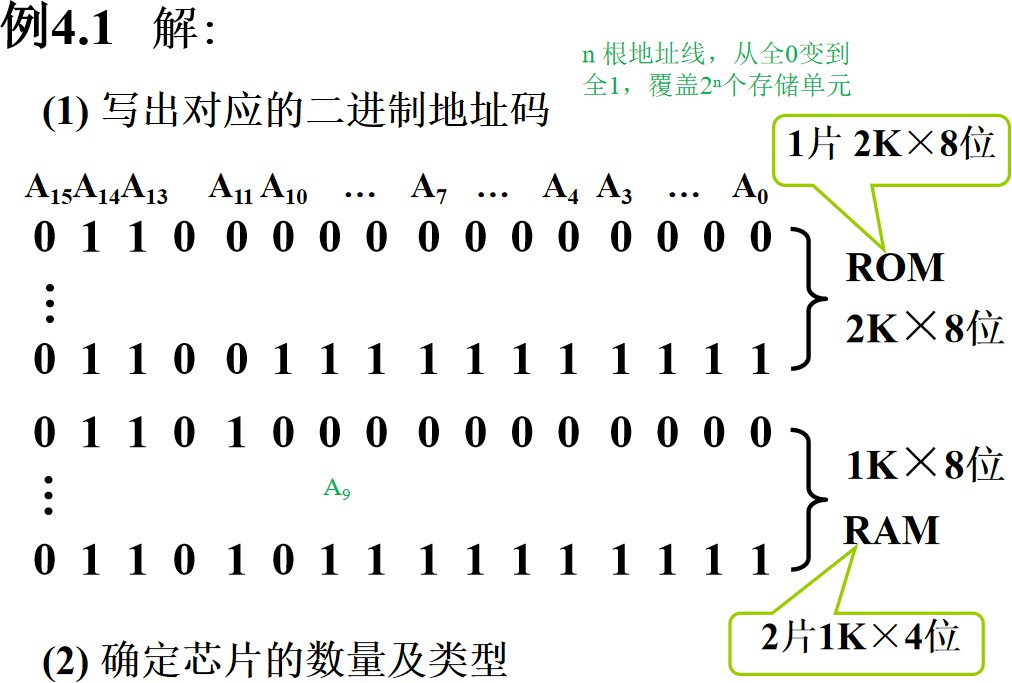 例4.1 解:
n 根地址线，从全0变到
全1，覆盖2ⁿ个存储单元
(1) 写出对应的二进制地址码
1片 2K×8位
A₁₅A₁₄A₁₃ A₁₁ A₁₀ … A₇ … A₄ A₃ … A₀
0 1 1 0 0 0 0 0 0 0 0 0 0 0 0 0
ROM
⋮
2K×8位
0 1 1 0 0 1 1 1 1 1 1 1 1 1 1 1
0 1 1 0 1 0 0 0 0 0 0 0 0 0 0 0
1K×8位
⋮
A₉
RAM
0 1 1 0 1 0 1 1 1 1 1 1 1 1 1 1
2片1K×4位
(2) 确定芯片的数量及类型